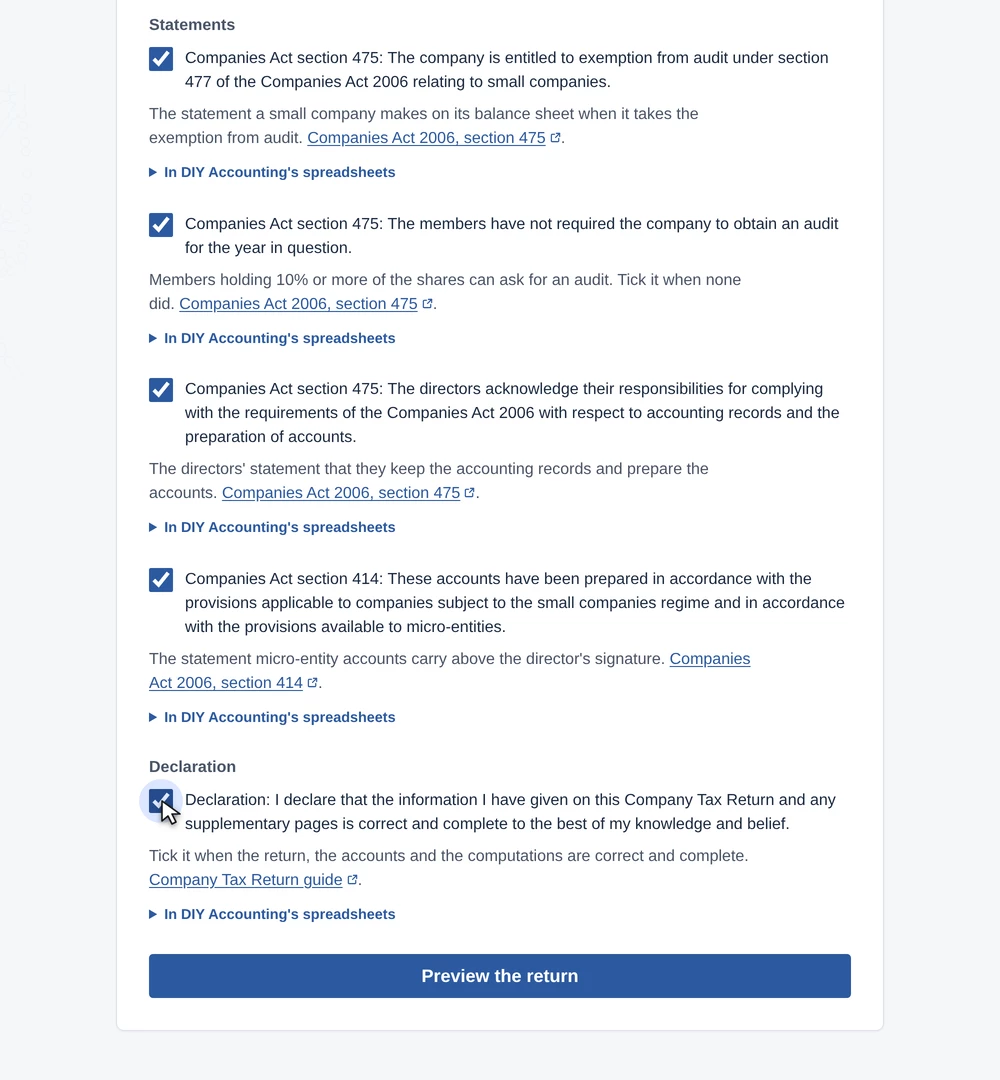 Statements
Companies Act section 475: The company is entitled to exemption from audit under section
477 of the Companies Act 2006 relating to small companies.
The statement a small company makes on its balance sheet when it takes the
exemption from audit. Companies Act 2006, section 475.
In DIY Accounting's spreadsheets
Companies Act section 475: The members have not required the company to obtain an audit
for the year in question.
Members holding 10% or more of the shares can ask for an audit. Tick it when none
did. Companies Act 2006, section 475.
In DIY Accounting's spreadsheets
Companies Act section 475: The directors acknowledge their responsibilities for complying
with the requirements of the Companies Act 2006 with respect to accounting records and the
preparation of accounts.
The directors' statement that they keep the accounting records and prepare the
accounts. Companies Act 2006, section 475.
In DIY Accounting's spreadsheets
Companies Act section 414: These accounts have been prepared in accordance with the
provisions applicable to companies subject to the small companies regime and in accordance
with the provisions available to micro-entities.
The statement micro-entity accounts carry above the director's signature. Companies
Act 2006, section 414.
In DIY Accounting's spreadsheets
Declaration
Declaration: I declare that the information I have given on this Company Tax Return and any
supplementary pages is correct and complete to the best of my knowledge and belief.
Tick it when the return, the accounts and the computations are correct and complete.
Company Tax Return guide.
In DIY Accounting's spreadsheets
Preview the return